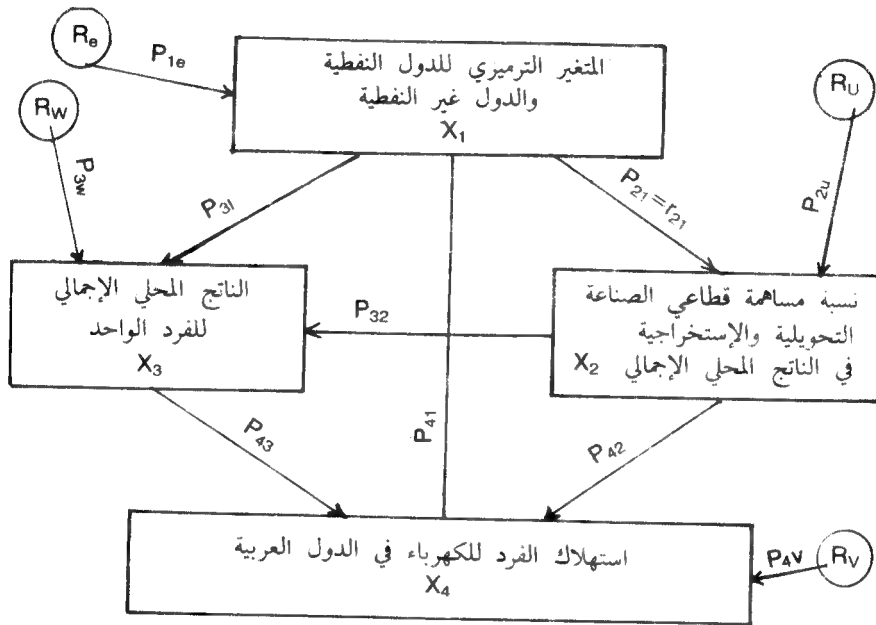 Re
P1e
المتغير الترميزي للدول النفطية
والدول غير النفطية
X1
RU
RW
P3w
P31
P21=r21
P2u
الناتج المحلي الإجمالي
للفرد الواحد
X3
P32
نسبة مساهمة قطاعي الصناعة
التحويلية والإستخراجية
في الناتج المحلي الإجمالي X2
P43
P41
P42
استهلاك الفرد للكهرباء في الدول العربية
X4
P4V
RV